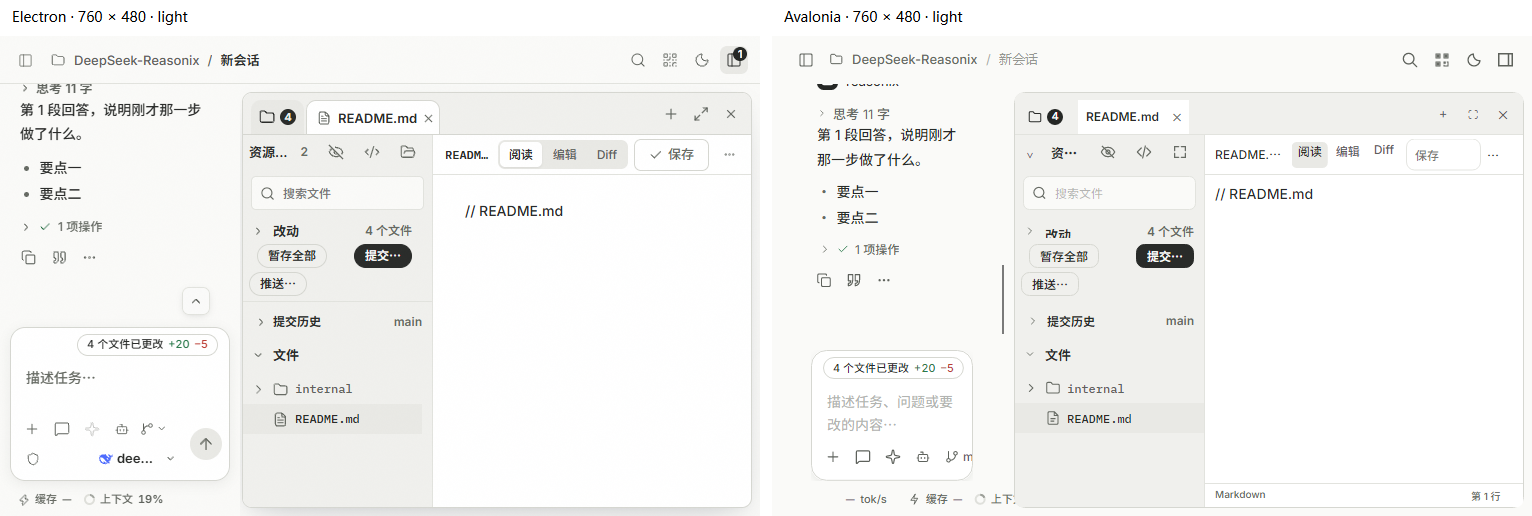 Electron · 760 × 480 · light
DeepSeek-Reasonix / 新会话
1
思考 11 字
第 1 段回答，说明刚才那一步
做了什么。
• 要点一
• 要点二
1 项操作
4 个文件已更改 +20 −5
描述任务…
dee...
缓存 — 上下文 19%
4 README.md ×
资源... 2
搜索文件
改动 4 个文件
暂存全部 提交…
推送…
提交历史 main
文件
internal
README.md
READM... 阅读 编辑 Diff 保存 ...
// README.md
Avalonia · 760 × 480 · light
DeepSeek-Reasonix / 新会话
reasonix
思考 11 字
第 1 段回答，说明刚才
那一步做了什么。
• 要点一
• 要点二
1 项操作
4 个文件已更改 +20 −5
描述任务、问题或要
改的内容…
m
— tok/s 缓存 — 上下
4 README.md ×
资…
搜索文件
改动 4 个文件
暂存全部 提交…
推送…
提交历史 main
文件
internal
README.md
README.… 阅读 编辑 Diff 保存 ...
// README.md
Markdown 第 1 行